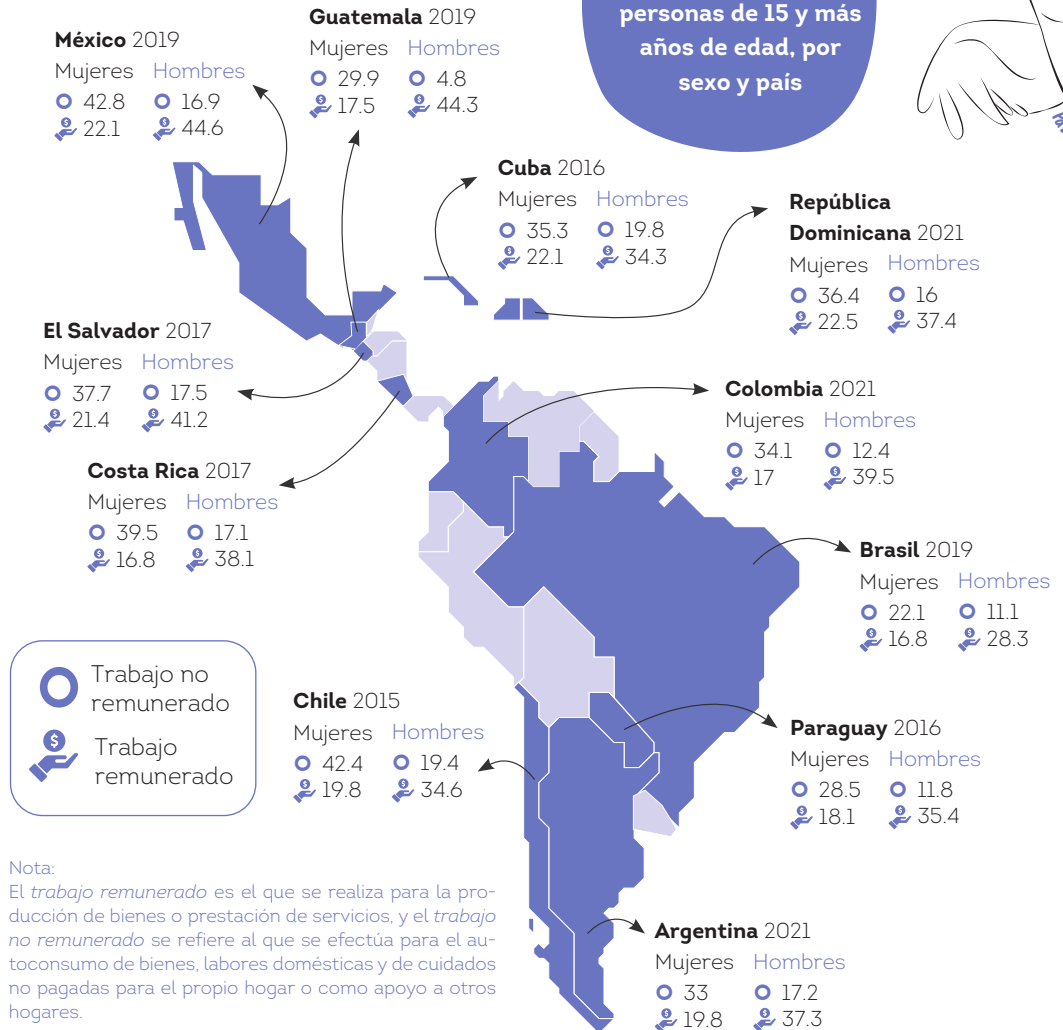 personas de 15 y más
años de edad, por
sexo y país
México 2019
Mujeres Hombres
42.8 16.9
22.1 44.6
Guatemala 2019
Mujeres Hombres
29.9 4.8
17.5 44.3
Cuba 2016
Mujeres Hombres
35.3 19.8
22.1 34.3
República
Dominicana 2021
Mujeres Hombres
36.4 16
22.5 37.4
El Salvador 2017
Mujeres Hombres
37.7 17.5
21.4 41.2
Colombia 2021
Mujeres Hombres
34.1 12.4
17 39.5
Costa Rica 2017
Mujeres Hombres
39.5 17.1
16.8 38.1
Brasil 2019
Mujeres Hombres
22.1 11.1
16.8 28.3
Trabajo no
remunerado
$ Trabajo
remunerado
Chile 2015
Mujeres Hombres
42.4 19.4
19.8 34.6
Paraguay 2016
Mujeres Hombres
28.5 11.8
18.1 35.4
Nota:
El trabajo remunerado es el que se realiza para la pro-
ducción de bienes o prestación de servicios, y el trabajo
no remunerado se refiere al que se efectúa para el au-
toconsumo de bienes, labores domésticas y de cuidados
no pagadas para el propio hogar o como apoyo a otros
hogares.
Argentina 2021
Mujeres Hombres
33 17.2
19.8 37.3